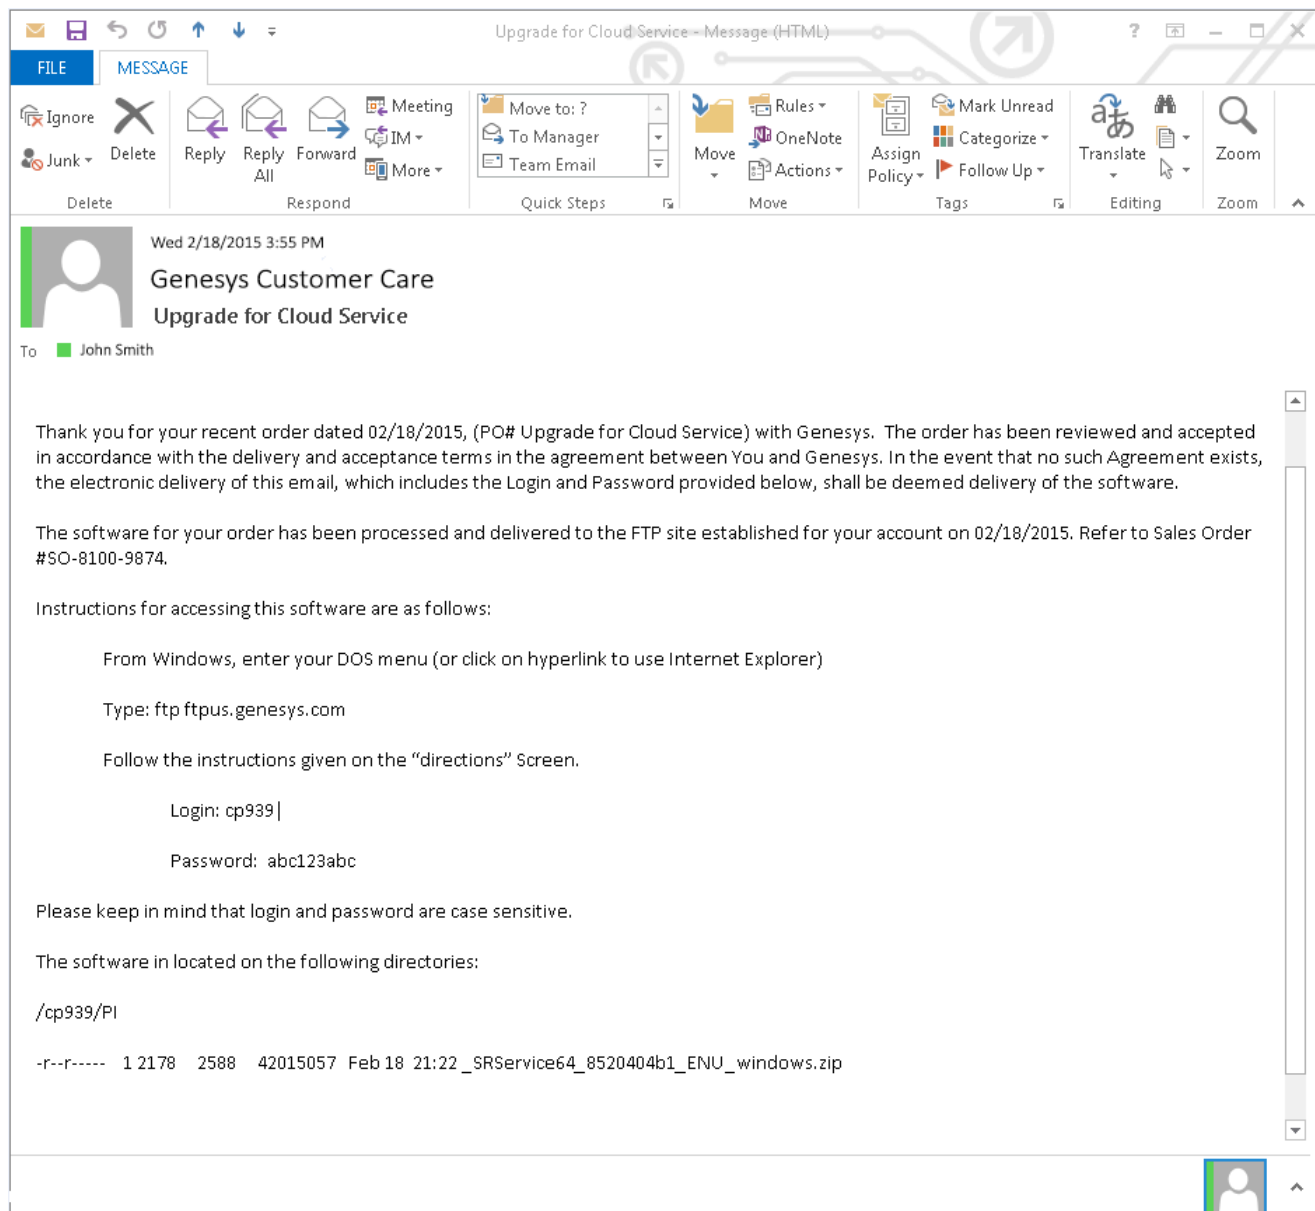 Upgrade for Cloud Service - Message (HTML)
?
FILE MESSAGE
Ignore
Junk
Delete
Delete
Reply
Reply All
Forward
Meeting
IM
More
Respond
Move to: ?
To Manager
Team Email
Quick Steps
Move
Rules
OneNote
Actions
Move
Assign Policy
Mark Unread
Categorize
Follow Up
Tags
Translate
Editing
Zoom
Zoom
Wed 2/18/2015 3:55 PM
Genesys Customer Care
Upgrade for Cloud Service
To John Smith
Thank you for your recent order dated 02/18/2015, (PO# Upgrade for Cloud Service) with Genesys. The order has been reviewed and accepted
in accordance with the delivery and acceptance terms in the agreement between You and Genesys. In the event that no such Agreement exists,
the electronic delivery of this email, which includes the Login and Password provided below, shall be deemed delivery of the software.
The software for your order has been processed and delivered to the FTP site established for your account on 02/18/2015. Refer to Sales Order
#SO-8100-9874.
Instructions for accessing this software are as follows:
From Windows, enter your DOS menu (or click on hyperlink to use Internet Explorer)
Type: ftp ftpus.genesys.com
Follow the instructions given on the “directions” Screen.
Login: cp939
Password: abc123abc
Please keep in mind that login and password are case sensitive.
The software in located on the following directories:
/cp939/PI
-r--r----- 1 2178 2588 42015057 Feb 18 21:22 _SRService64_8520404b1_ENU_windows.zip